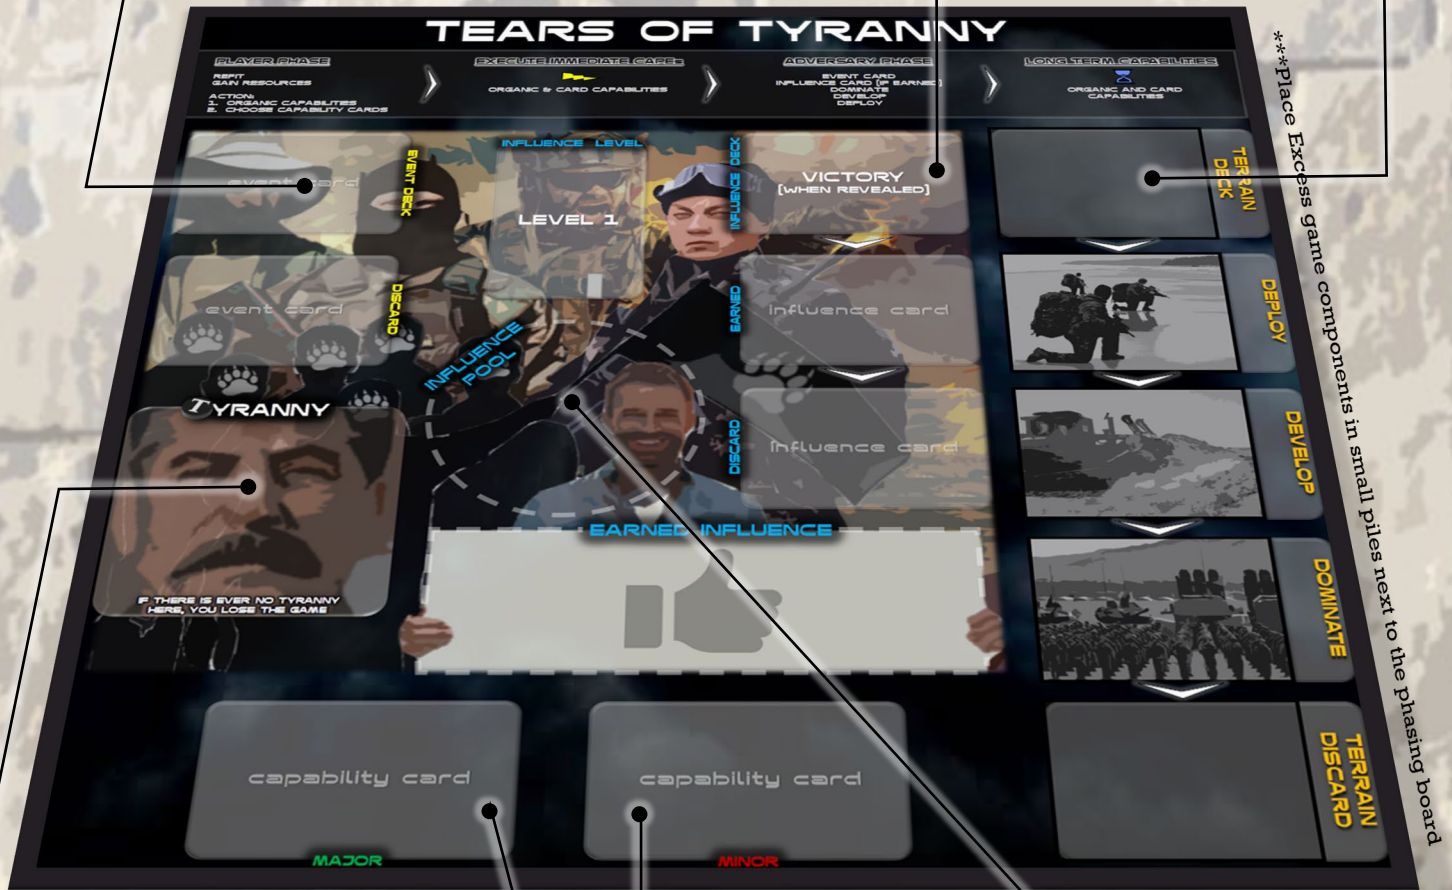 TEARS OF TYRANNY
PLAYER PHASE
REFIT
GAIN RESOURCES
ACTION:
1. ORGANIC CAPABILITIES
2. CHOOSE CAPABILITY CARDS
EXECUTE IMMEDIATE CAPES
ORGANIC & CARD CAPABILITIES
ADVERSARY PHASE
EVENT CARD
INFLUENCE CARD (IF EARNED)
DOMINATE
DEVELOP
DEPLOY
LONG TERM CAPABILITIES
ORGANIC AND CARD
CAPABILITIES
event card
EVENT DECK
INFLUENCE LEVEL
LEVEL 1
INFLUENCE DECK
VICTORY
(WHEN REVEALED)
TERRAIN
DECK
event card
DISCARD
INFLUENCE
POOL
EARNED
influence card
DEPLOY
TYRANNY
IF THERE IS EVER NO TYRANNY
HERE, YOU LOSE THE GAME
DISCARD
influence card
DEVELOP
EARNED INFLUENCE
DOMINATE
capability card
MAJOR
capability card
MINOR
TERRAIN
DISCARD
***Place Excess game components in small piles next to the phasing board